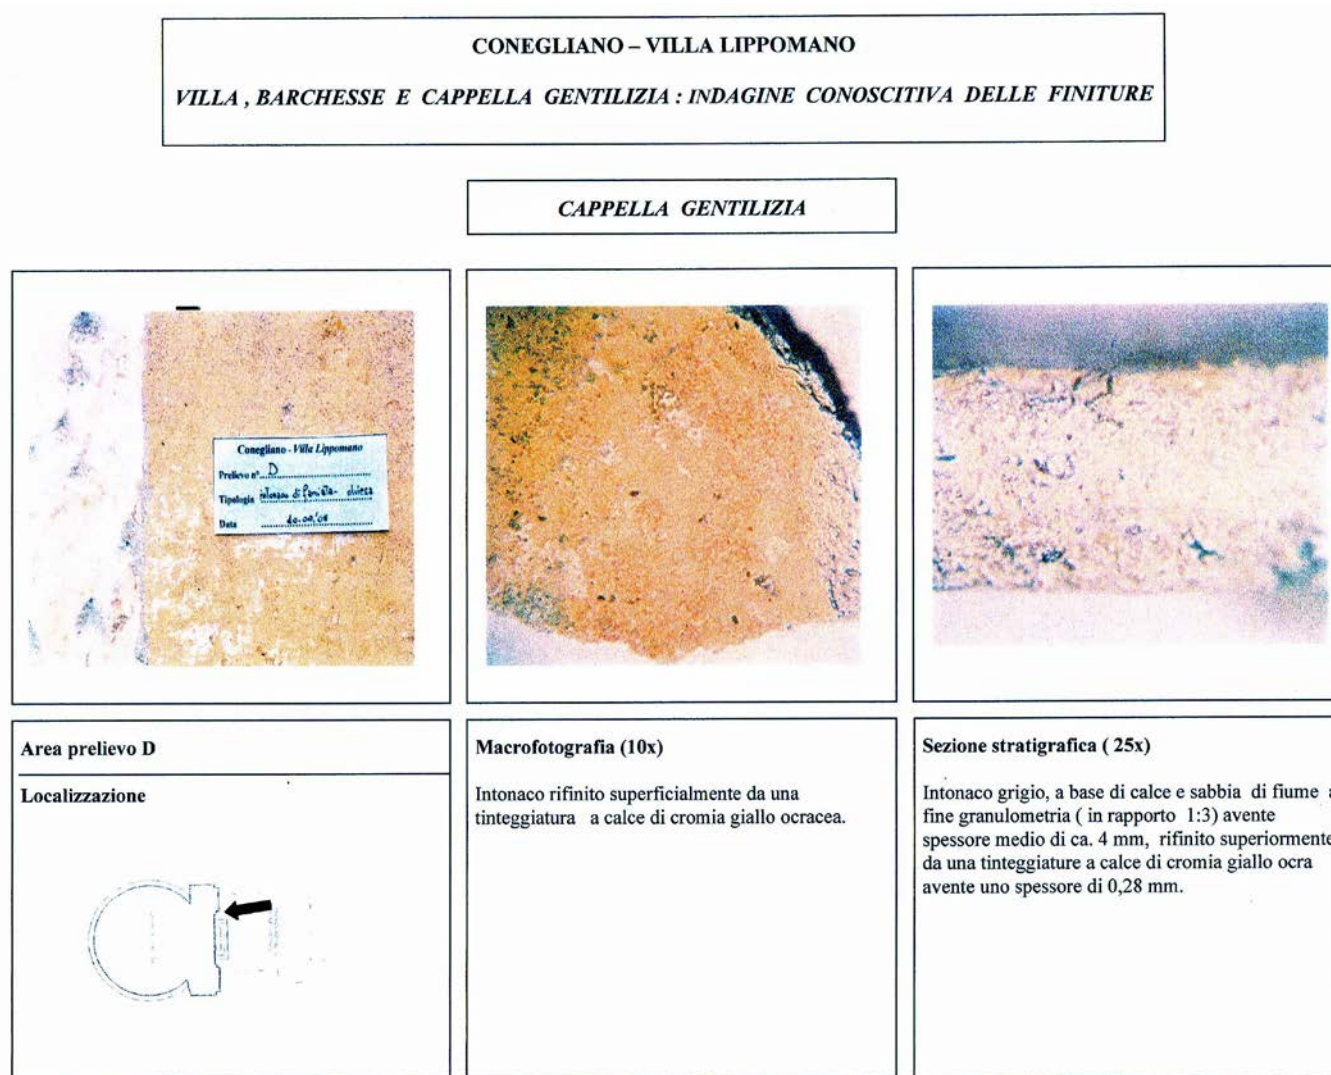 CONEGLIANO – VILLA LIPPOMANO
VILLA , BARCHESSE E CAPPELLA GENTILIZIA : INDAGINE CONOSCITIVA DELLE FINITURE
CAPPELLA GENTILIZIA
Conegliano - Villa Lippomano
Prelievo n° D
Tipologia intonaco di chiesa
Data
Area prelievo D
Localizzazione
Macrofotografia (10x)
Intonaco rifinito superficialmente da una
tinteggiatura a calce di cromia giallo ocracea.
Sezione stratigrafica ( 25x)
Intonaco grigio, a base di calce e sabbia di fiume a
fine granulometria ( in rapporto 1:3) avente
spessore medio di ca. 4 mm, rifinito superiormente
da una tinteggiature a calce di cromia giallo ocra
avente uno spessore di 0,28 mm.